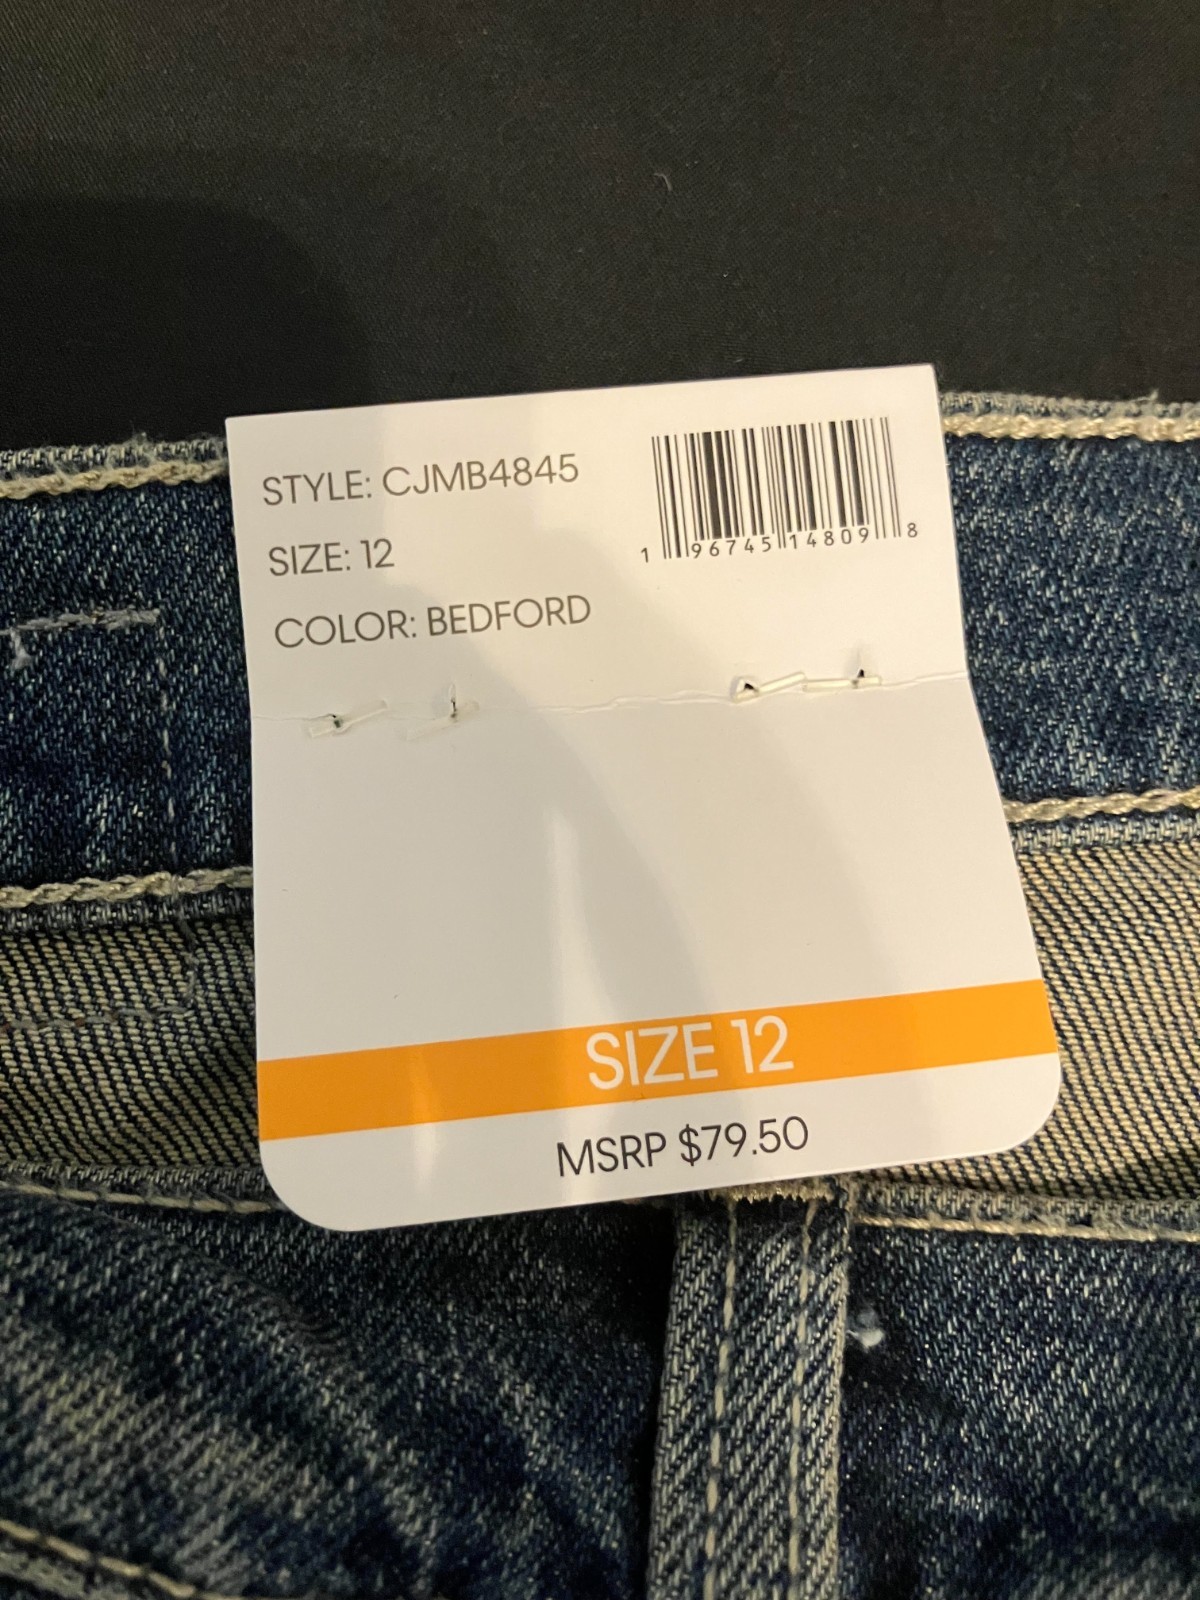 STYLE: CJMB4845
SIZE: 12
COLOR: BEDFORD
1 96745 14809 8
SIZE 12
MSRP $79.50